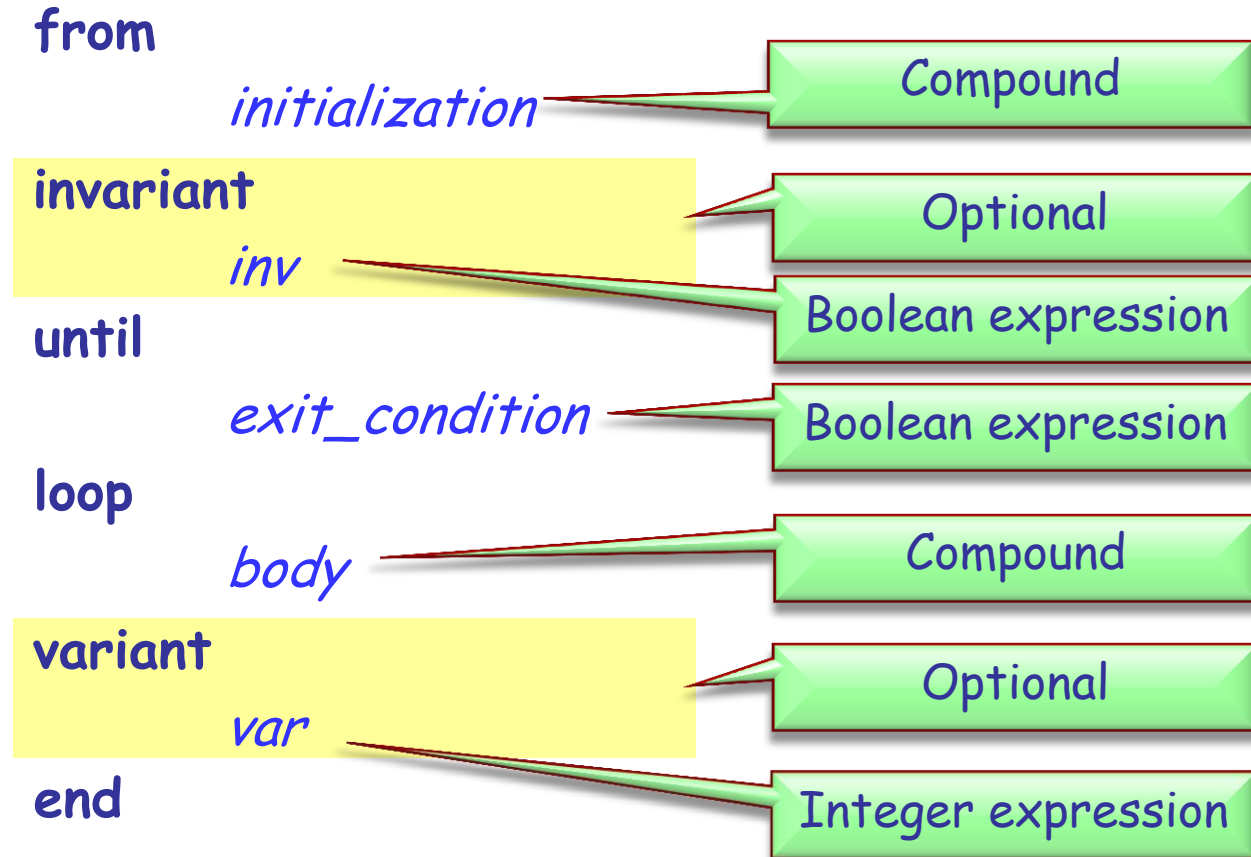 from
initialization
Compound
invariant
Optional
inv
Boolean expression
until
exit_condition
Boolean expression
loop
body
Compound
variant
Optional
var
end
Integer expression